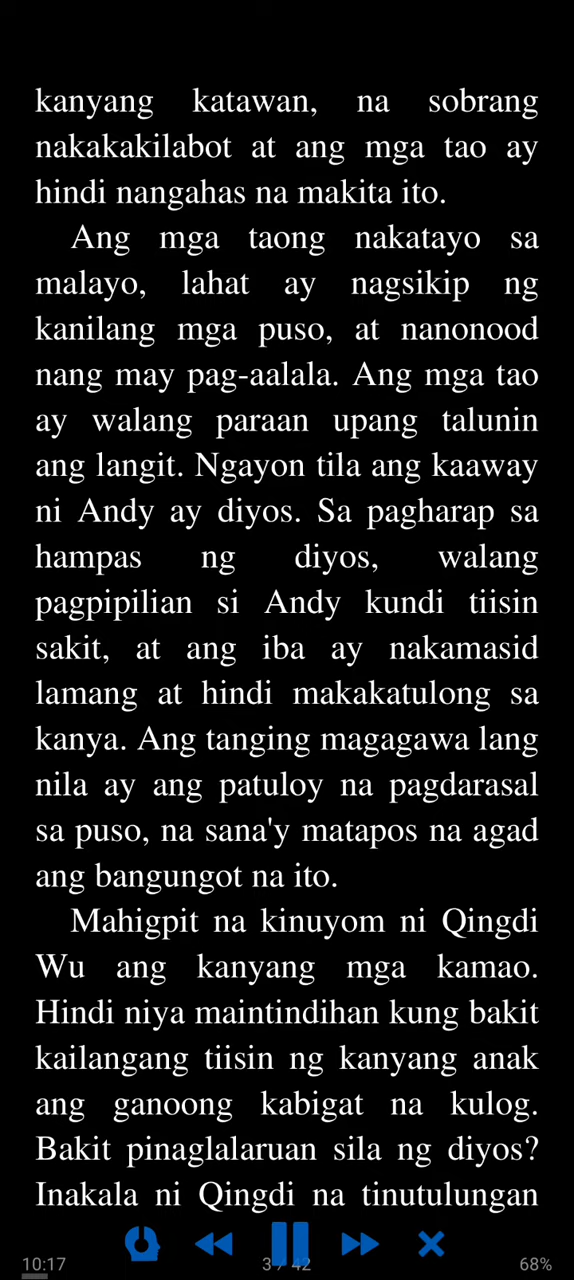 kanyang katawan, na sobrang
nakakakilabot at ang mga tao ay
hindi nangahas na makita ito.
Ang mga taong nakatayo sa
malayo, lahat ay nagsikip ng
kanilang mga puso, at nanonood
nang may pag-aalala. Ang mga tao
ay walang paraan upang talunin
ang langit. Ngayon tila ang kaaway
ni Andy ay diyos. Sa pagharap sa
hampas ng diyos, walang
pagpipilian si Andy kundi tiisin
sakit, at ang iba ay nakamasid
lamang at hindi makakatulong sa
kanya. Ang tanging magagawa lang
nila ay ang patuloy na pagdarasal
sa puso, na sana'y matapos na agad
ang bangungot na ito.
Mahigpit na kinuyom ni Qingdi
Wu ang kanyang mga kamao.
Hindi niya maintindihan kung bakit
kailangang tiisin ng kanyang anak
ang ganoong kabigat na kulog.
Bakit pinaglalaruan sila ng diyos?
Inakala ni Qingdi na tinutulungan
10:17 3 / 42 68%